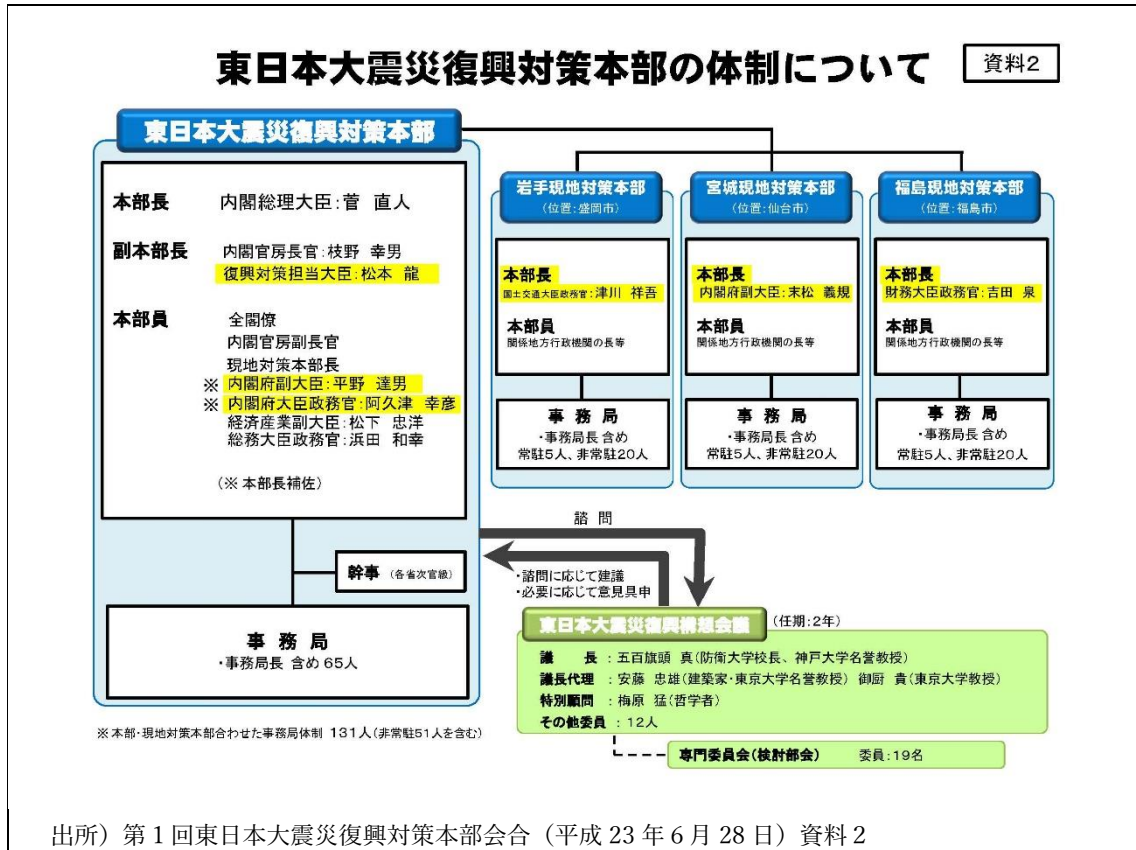 東日本大震災復興対策本部の体制について
資料2
東日本大震災復興対策本部
本部長 内閣総理大臣:菅 直人
副本部長 内閣官房長官:枝野 幸男
復興対策担当大臣:松本 龍
本部員 全閣僚
内閣官房副長官
現地対策本部長
※ 内閣府副大臣:平野 達男
※ 内閣府大臣政務官:阿久津 幸彦
経済産業副大臣:松下 忠洋
総務大臣政務官:浜田 和幸
(※ 本部長補佐)
幹事 (各省次官級)
事 務 局
・事務局長 含め 65人
※本部・現地対策本部合わせた事務局体制 131人(非常駐51人を含む)
岩手現地対策本部
(位置:盛岡市)
本部長
国土交通大臣政務官:津川 祥吾
本部員
関係地方行政機関の長等
事 務 局
・事務局長 含め
常駐5人、非常駐20人
宮城現地対策本部
(位置:仙台市)
本部長
内閣府副大臣:末松 義規
本部員
関係地方行政機関の長等
事 務 局
・事務局長 含め
常駐5人、非常駐20人
福島現地対策本部
(位置:福島市)
本部長
財務大臣政務官:吉田 泉
本部員
関係地方行政機関の長等
事 務 局
・事務局長 含め
常駐5人、非常駐20人
諮 問
・諮問に応じて建議
・必要に応じて意見具申
東日本大震災復興構想会議
(任期:2年)
議 長 :五百旗頭 真(防衛大学校長、神戸大学名誉教授)
議長代理 :安藤 忠雄(建築家・東京大学名誉教授) 御厨 貴(東京大学教授)
特別顧問 :梅原 猛(哲学者)
その他委員 :12人
専門委員会(検討部会) 委員:19名
出所)第1回東日本大震災復興対策本部会合(平成 23 年 6 月 28 日)資料 2